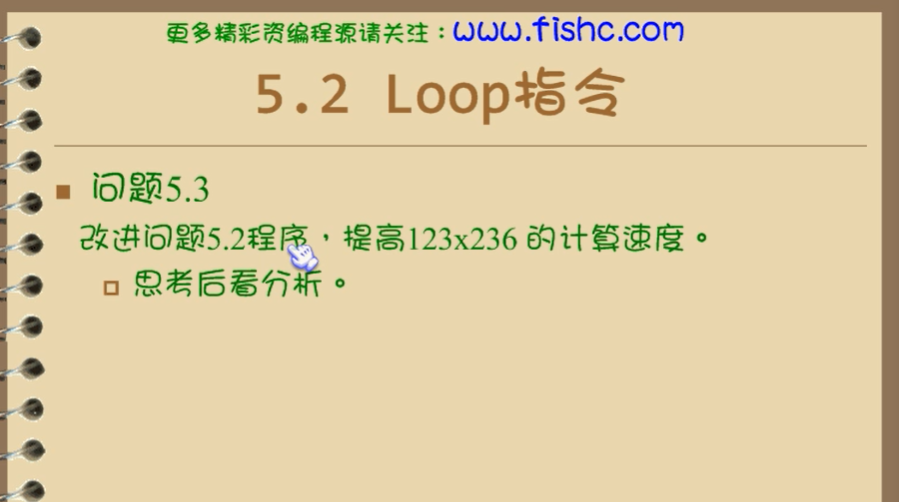 更多精彩资编程源请关注：www.fishc.com
5.2 Loop指令
问题5.3
改进问题5.2程序，提高123x236 的计算速度。
思考后看分析。